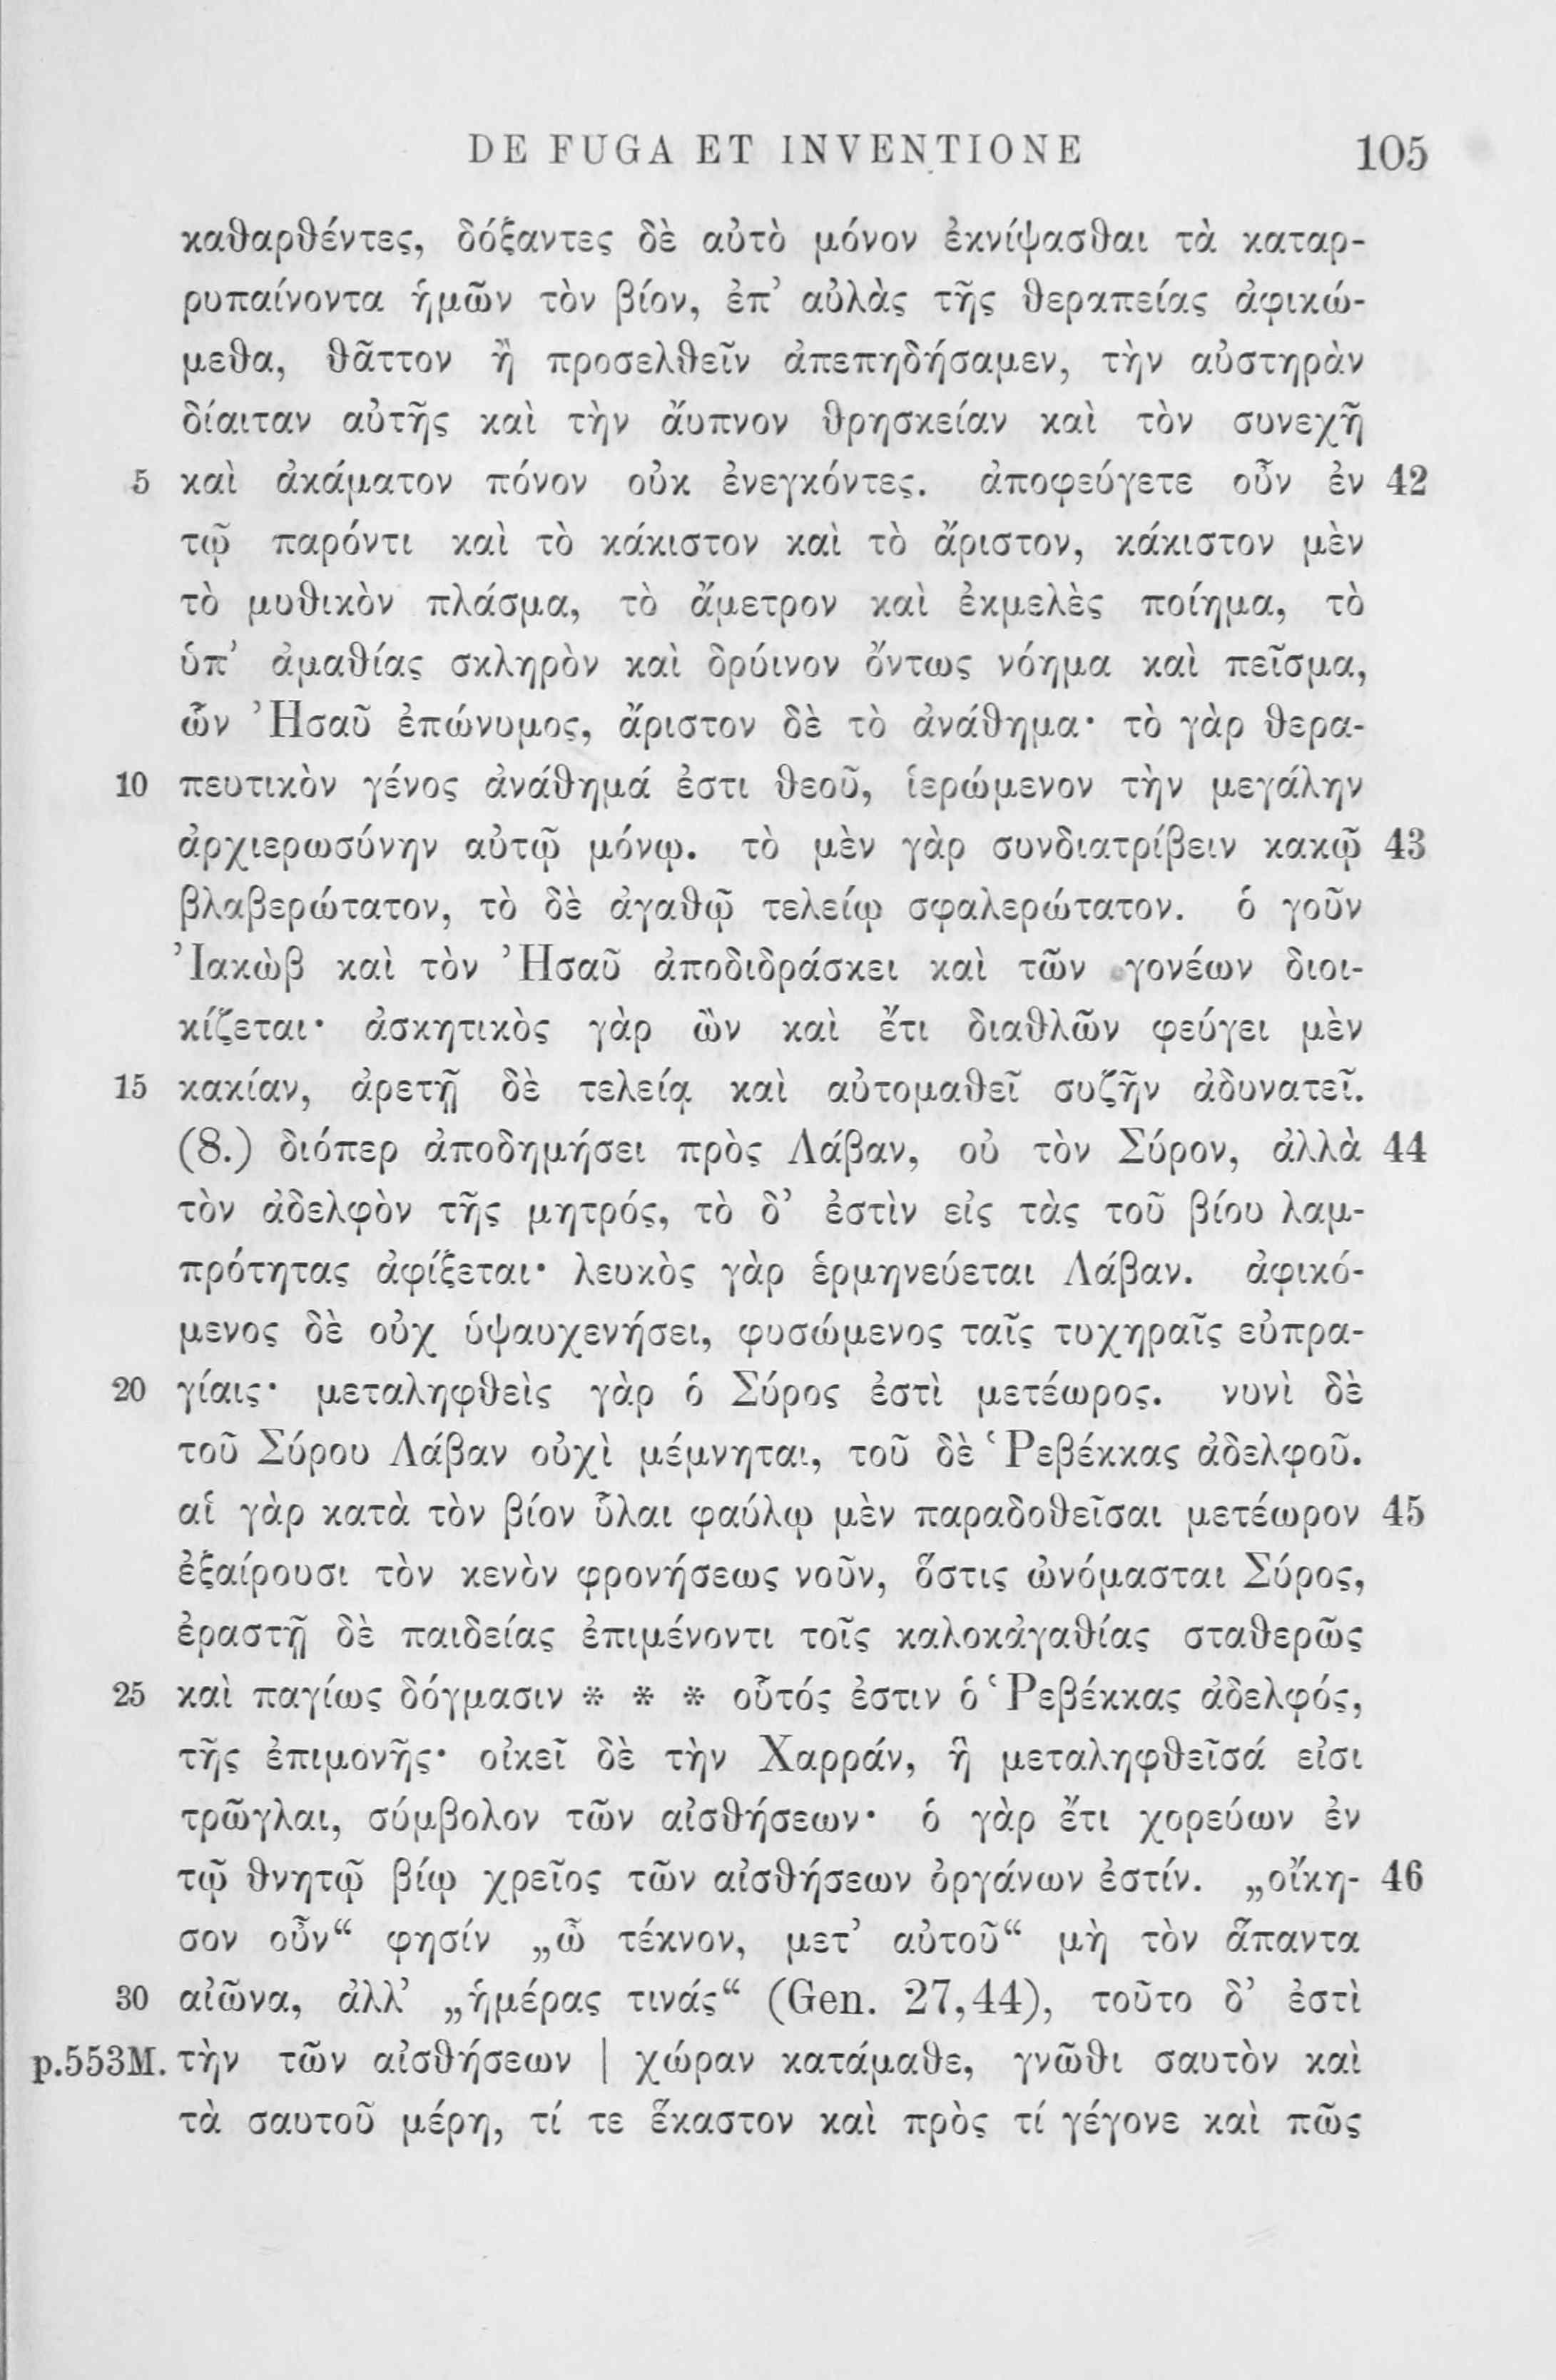 DE FUGA ET INVENTIONE 105
καθαρθέντες, δόξαντες δὲ αὐτὸ μόνον ἐκνίψασθαι τὰ καταρ-
ρυπαίνοντα ἡμῶν τὸν βίον, ἐπ’ αὐλὰς τῆς θεραπείας ἀφικώ-
μεθα, θᾶττον ἢ προσελθεῖν ἀπεπηδήσαμεν, τὴν αὐστηρὰν
δίαιταν αὐτῆς καὶ τὴν ἄυπνον θρησκείαν καὶ τὸν συνεχῆ
5 καὶ ἀκάματον πόνον οὐκ ἐνεγκόντες. ἀποφεύγετε οὖν ἐν 42
τῷ παρόντι καὶ τὸ κάκιστον καὶ τὸ ἄριστον, κάκιστον μὲν
τὸ μυθικὸν πλάσμα, τὸ ἄμετρον καὶ ἐκμελὲς ποίημα, τὸ
ὑπ’ ἀμαθίας σκληρὸν καὶ δρύινον ὄντως νόημα καὶ πεῖσμα,
ὧν Ἠσαῦ ἐπώνυμος, ἄριστον δὲ τὸ ἀνάθημα· τὸ γὰρ θερα-
10 πευτικὸν γένος ἀνάθημά ἐστι θεοῦ, ἱερώμενον τὴν μεγάλην
ἀρχιερωσύνην αὐτῷ μόνῳ. τὸ μὲν γὰρ συνδιατρίβειν κακῷ 43
βλαβερώτατον, τὸ δὲ ἀγαθῷ τελείῳ σφαλερώτατον. ὁ γοῦν
Ἰακὼβ καὶ τὸν Ἠσαῦ ἀποδιδράσκει καὶ τῶν γονέων διοι-
κίζεται· ἀσκητικὸς γὰρ ὢν καὶ ἔτι διαθλῶν φεύγει μὲν
15 κακίαν, ἀρετῇ δὲ τελείᾳ καὶ αὐτομαθεῖ συζῆν ἀδυνατεῖ.
(8.) διόπερ ἀποδημήσει πρὸς Λάβαν, οὐ τὸν Σύρον, ἀλλὰ 44
τὸν ἀδελφὸν τῆς μητρός, τὸ δ’ ἐστὶν εἰς τὰς τοῦ βίου λαμ-
πρότητας ἀφίξεται· λευκὸς γὰρ ἑρμηνεύεται Λάβαν. ἀφικό-
μενος δὲ οὐχ ὑψαυχενήσει, φυσώμενος ταῖς τυχηραῖς εὐπρα-
20 γίαις· μεταληφθεὶς γὰρ ὁ Σύρος ἐστὶ μετέωρος. νυνὶ δὲ
τοῦ Σύρου Λάβαν οὐχὶ μέμνηται, τοῦ δὲ Ῥεβέκκας ἀδελφοῦ.
αἱ γὰρ κατὰ τὸν βίον ὗλαι φαύλῳ μὲν παραδοθεῖσαι μετέωρον 45
ἐξαίρουσι τὸν κενὸν φρονήσεως νοῦν, ὅστις ὠνόμασται Σύρος,
ἐραστῇ δὲ παιδείας ἐπιμένοντι τοῖς καλοκἀγαθίας σταθερῶς
25 καὶ παγίως δόγμασιν * * * οὗτός ἐστιν ὁ Ῥεβέκκας ἀδελφός,
τῆς ἐπιμονῆς· οἰκεῖ δὲ τὴν Χαρράν, ἣ μεταληφθεῖσά εἰσι
τρῶγλαι, σύμβολον τῶν αἰσθήσεων· ὁ γὰρ ἔτι χορεύων ἐν
τῷ θνητῷ βίῳ χρεῖος τῶν αἰσθήσεων ὀργάνων ἐστίν. „οἴκη- 46
σον οὖν“ φησίν „ὦ τέκνον, μετ’ αὐτοῦ“ μὴ τὸν ἅπαντα
30 αἰῶνα, ἀλλ’ „ἡμέρας τινάς“ (Gen. 27,44), τοῦτο δ’ ἐστὶ
p.553M. τὴν τῶν αἰσθήσεων | χώραν κατάμαθε, γνῶθι σαυτὸν καὶ
τὰ σαυτοῦ μέρη, τί τε ἕκαστον καὶ πρὸς τί γέγονε καὶ πῶς